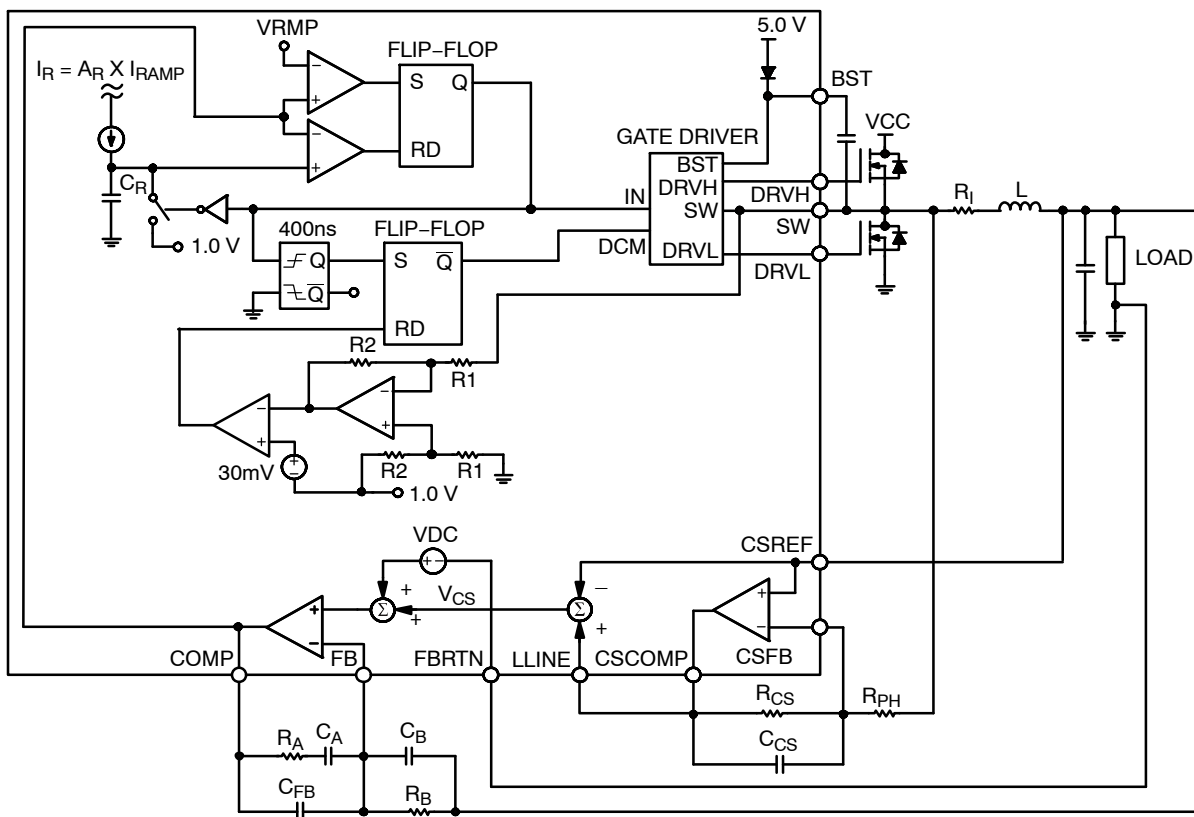 5.0 V
VRMP
FLIP–FLOP
I_R = A_R X I_RAMP
S Q
RD
BST
VCC
GATE DRIVER
BST
DRVH
SW
DRVL
IN
DCM
DRVH
SW
DRVL
R_I
L
LOAD
C_R
1.0 V
400ns
Q
Q̅
FLIP–FLOP
S Q̅
RD
R2
R1
R2
R1
30mV
1.0 V
VDC
CSREF
V_CS
+
+
–
+
Σ
Σ
COMP
FB
FBRTN
LLINE
CSCOMP
CSFB
R_CS
R_PH
C_CS
R_A
C_A
C_B
C_FB
R_B